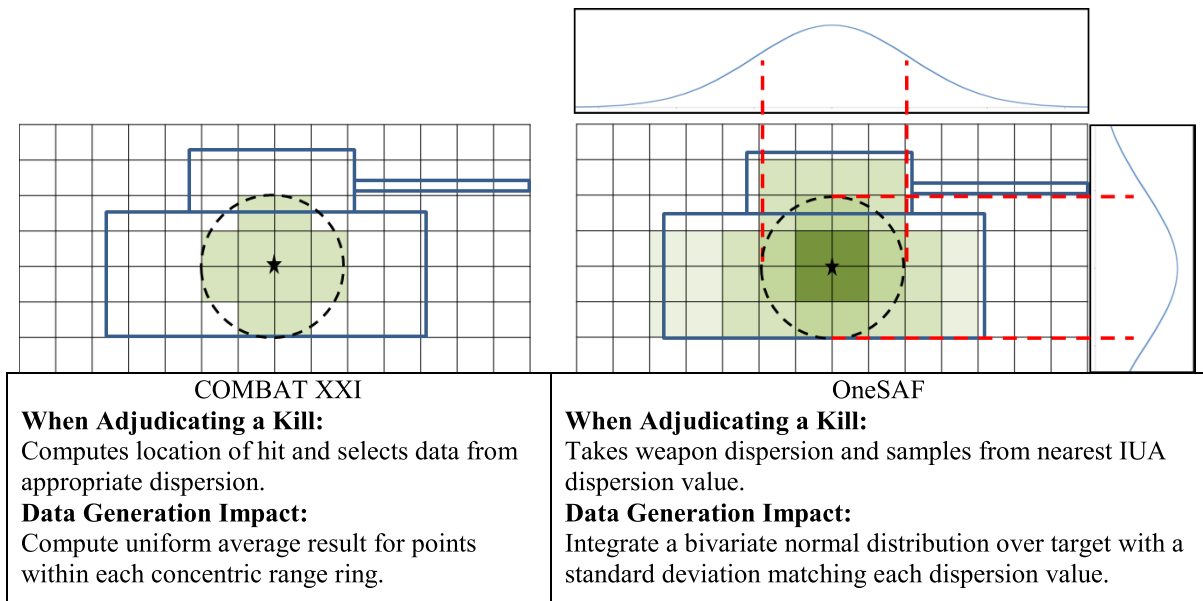 COMBAT XXI
When Adjudicating a Kill:
Computes location of hit and selects data from
appropriate dispersion.
Data Generation Impact:
Compute uniform average result for points
within each concentric range ring.
OneSAF
When Adjudicating a Kill:
Takes weapon dispersion and samples from nearest IUA
dispersion value.
Data Generation Impact:
Integrate a bivariate normal distribution over target with a
standard deviation matching each dispersion value.